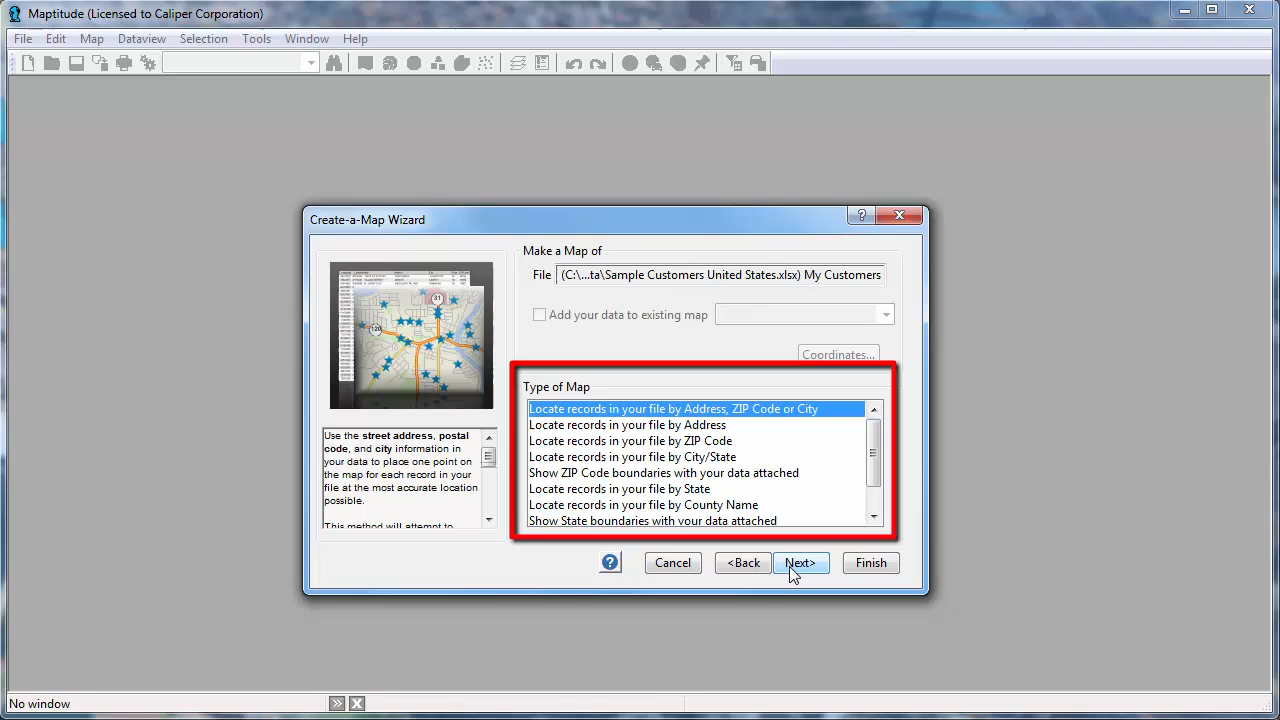 Maptitude (Licensed to Caliper Corporation)
File Edit Map Dataview Selection Tools Window Help
Create-a-Map Wizard
Make a Map of
File (C:\...ta\Sample Customers United States.xlsx) My Customers
Add your data to existing map
Coordinates...
Type of Map
Locate records in your file by Address, ZIP Code or City
Locate records in your file by Address
Locate records in your file by ZIP Code
Locate records in your file by City/State
Show ZIP Code boundaries with your data attached
Locate records in your file by State
Locate records in your file by County Name
Show State boundaries with your data attached
31
120
Use the street address, postal
code, and city information in
your data to place one point on
the map for each record in your
file at the most accurate location
possible.
This method will attempt to
Cancel <Back Next> Finish
No window